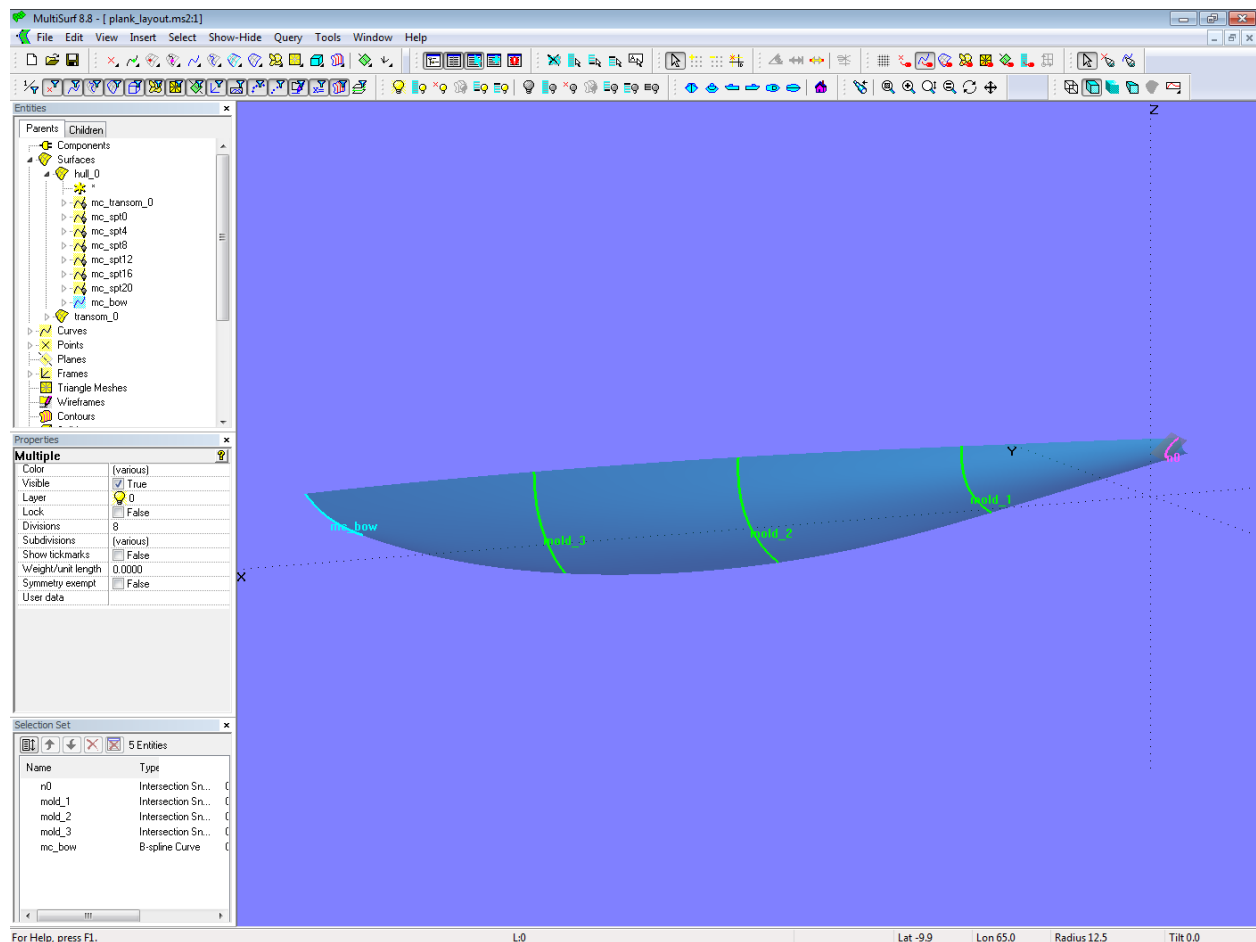 MultiSurf 8.8 - [ plank_layout.ms2:1]
File Edit View Insert Select Show-Hide Query Tools Window Help
Entities
Parents Children
Components
Surfaces
hull_0
*
mc_transom_0
mc_spt0
mc_spt4
mc_spt8
mc_spt12
mc_spt16
mc_spt20
mc_bow
transom_0
Curves
Points
Planes
Frames
Triangle Meshes
Wireframes
Contours
Properties
Multiple
Color (various)
Visible True
Layer 0
Lock False
Divisions 8
Subdivisions (various)
Show tickmarks False
Weight/unit length 0.0000
Symmetry exempt False
User data
Selection Set
5 Entities
Name Type
n0 Intersection Sn...
mold_1 Intersection Sn...
mold_2 Intersection Sn...
mold_3 Intersection Sn...
mc_bow B-spline Curve
Z
Y
n0
mold_1
mc_bow
mold_2
mold_3
X
For Help, press F1. L:0 Lat -9.9 Lon 65.0 Radius 12.5 Tilt 0.0